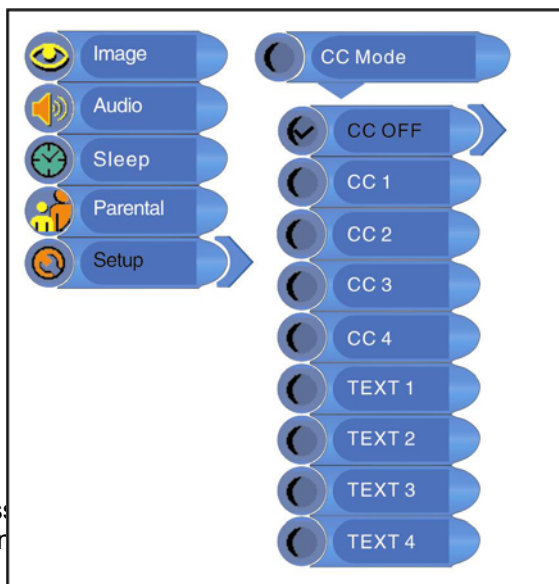 Image
Audio
Sleep
Parental
Setup
CC Mode
CC OFF
CC 1
CC 2
CC 3
CC 4
TEXT 1
TEXT 2
TEXT 3
TEXT 4